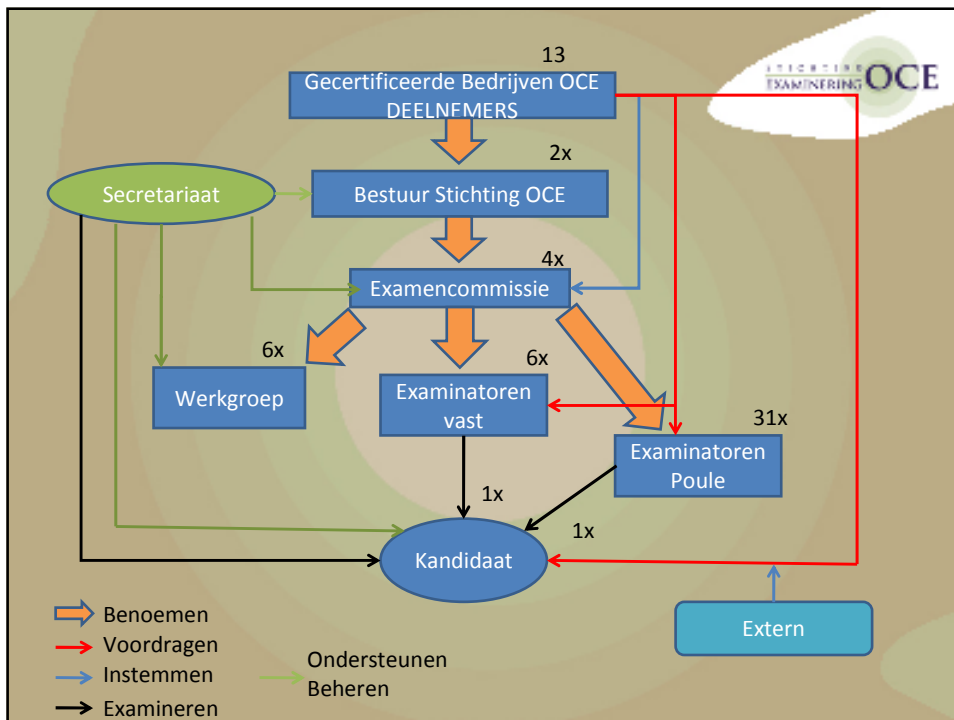 STICHTING
EXAMINERING OCE
13
Gecertificeerde Bedrijven OCE
DEELNEMERS
2x
Secretariaat
Bestuur Stichting OCE
4x
Examencommissie
6x
Werkgroep
6x
Examinatoren
vast
31x
Examinatoren
Poule
1x
1x
Kandidaat
Extern
Benoemen
Voordragen
Instemmen
Examineren
Ondersteunen
Beheren